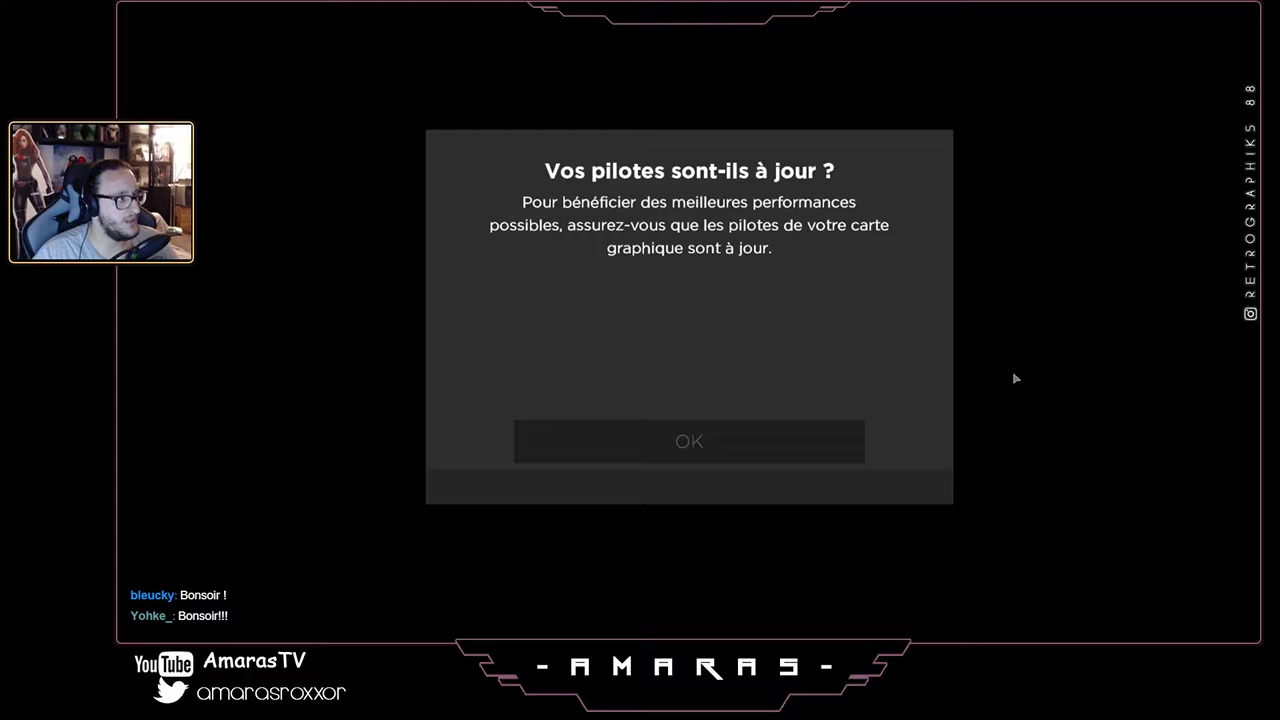 Vos pilotes sont-ils à jour ?
Pour bénéficier des meilleures performances
possibles, assurez-vous que les pilotes de votre carte
graphique sont à jour.
OK
RETROGRAPHIKS 88
bleucky: Bonsoir !
Yohke_: Bonsoir!!!
YouTube AmarasTV
amarasroxxor
- AMARAS -